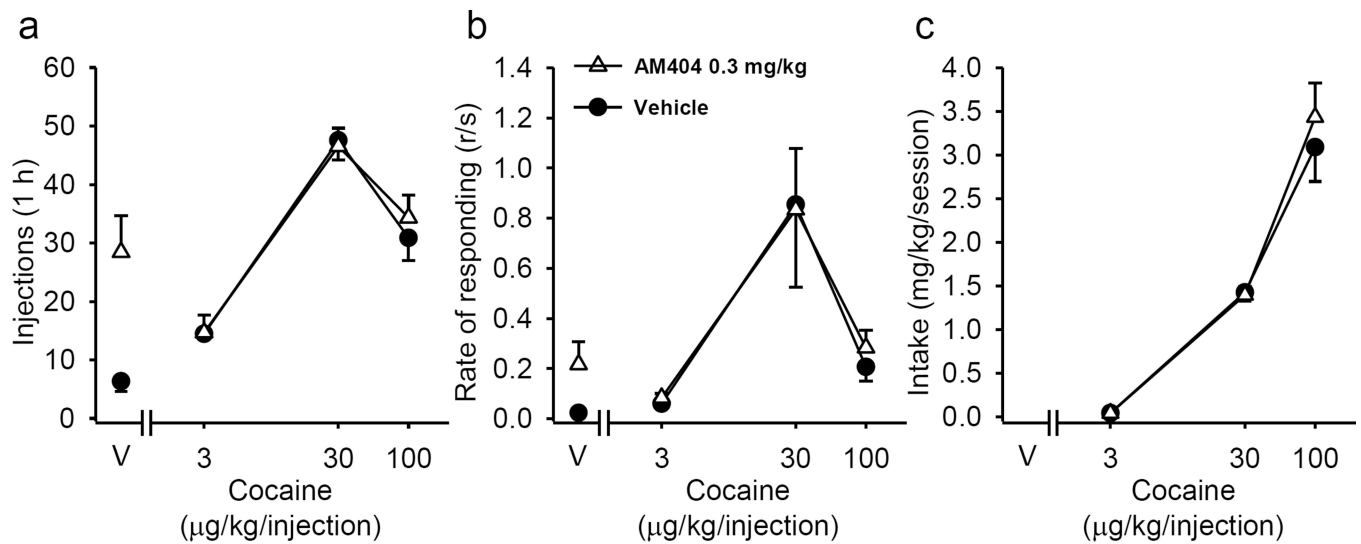 a
Injections (1 h)
60
50
40
30
20
10
0
V
3
30
100
Cocaine
(μg/kg/injection)
b
AM404 0.3 mg/kg
Vehicle
Rate of responding (r/s)
1.4
1.2
1.0
0.8
0.6
0.4
0.2
0.0
V
3
30
100
Cocaine
(μg/kg/injection)
c
Intake (mg/kg/session)
4.0
3.5
3.0
2.5
2.0
1.5
1.0
0.5
0.0
V
3
30
100
Cocaine
(μg/kg/injection)